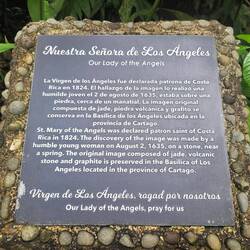 Nuestra Señora de Los Ángeles
Our Lady of the Angels
La Virgen de los Ángeles fue declarada patrona de Costa
Rica en 1824. El hallazgo de la imagen lo realizó una
humilde joven el 2 de agosto de 1635, estaba sobre una
piedra, cerca de un manatial. La imagen original
compuesta de jade, piedra volcánica y grafito se
conserva en la Basílica de los Ángeles ubicada en la
provincia de Cartago.
St. Mary of the Angels was declared patron saint of Costa
Rica in 1824. The discovery of the image was made by a
humble young woman on August 2, 1635, on a stone, near
a spring. The original image composed of jade, volcanic
stone and graphite is preserved in the Basilica of Los
Angeles located in the province of Cartago.
Virgen de Los Ángeles, rogad por nosotros
Our Lady of the Angels, pray for us